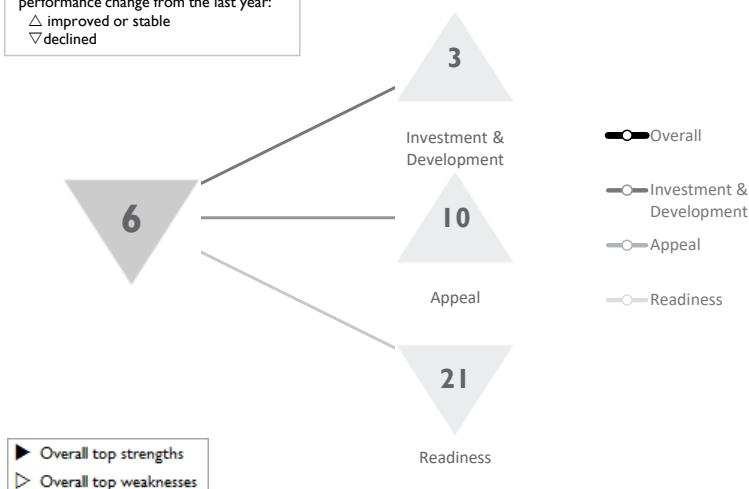 performance change from the last year:
△ improved or stable
▽ declined
3
Investment &
Development
6
10
Appeal
21
Readiness
Overall
Investment &
Development
Appeal
Readiness
▶ Overall top strengths
▷ Overall top weaknesses